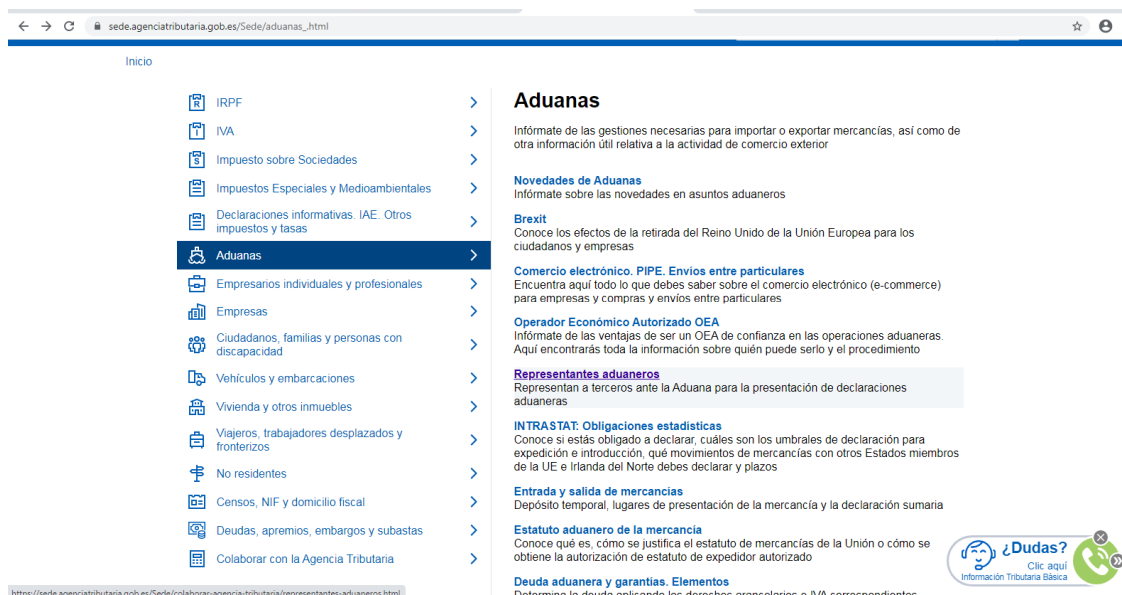 sede.agenciatributaria.gob.es/Sede/aduanas_.html
Inicio
IRPF
IVA
Impuesto sobre Sociedades
Impuestos Especiales y Medioambientales
Declaraciones informativas. IAE. Otros
impuestos y tasas
Aduanas
Empresarios individuales y profesionales
Empresas
Ciudadanos, familias y personas con
discapacidad
Vehículos y embarcaciones
Vivienda y otros inmuebles
Viajeros, trabajadores desplazados y
fronterizos
No residentes
Censos, NIF y domicilio fiscal
Deudas, apremios, embargos y subastas
Colaborar con la Agencia Tributaria
Aduanas
Infórmate de las gestiones necesarias para importar o exportar mercancías, así como de
otra información útil relativa a la actividad de comercio exterior
Novedades de Aduanas
Infórmate sobre las novedades en asuntos aduaneros
Brexit
Conoce los efectos de la retirada del Reino Unido de la Unión Europea para los
ciudadanos y empresas
Comercio electrónico. PIPE. Envíos entre particulares
Encuentra aquí todo lo que debes saber sobre el comercio electrónico (e-commerce)
para empresas y compras y envíos entre particulares
Operador Económico Autorizado OEA
Infórmate de las ventajas de ser un OEA de confianza en las operaciones aduaneras.
Aquí encontrarás toda la información sobre quién puede serlo y el procedimiento
Representantes aduaneros
Representan a terceros ante la Aduana para la presentación de declaraciones
aduaneras
INTRASTAT: Obligaciones estadísticas
Conoce si estás obligado a declarar, cuáles son los umbrales de declaración para
expedición e introducción, qué movimientos de mercancías con otros Estados miembros
de la UE e Irlanda del Norte debes declarar y plazos
Entrada y salida de mercancías
Depósito temporal, lugares de presentación de la mercancía y la declaración sumaria
Estatuto aduanero de la mercancía
Conoce qué es, cómo se justifica el estatuto de mercancías de la Unión o cómo se
obtiene la autorización de estatuto de expedidor autorizado
Deuda aduanera y garantías. Elementos
Determina la deuda aplicando los derechos arancelarios e IVA correspondientes
¿Dudas?
Clic aquí
Información Tributaria Básica
https://sede.agenciatributaria.gob.es/Sede/colaborar-agencia-tributaria/representantes-aduaneros.html